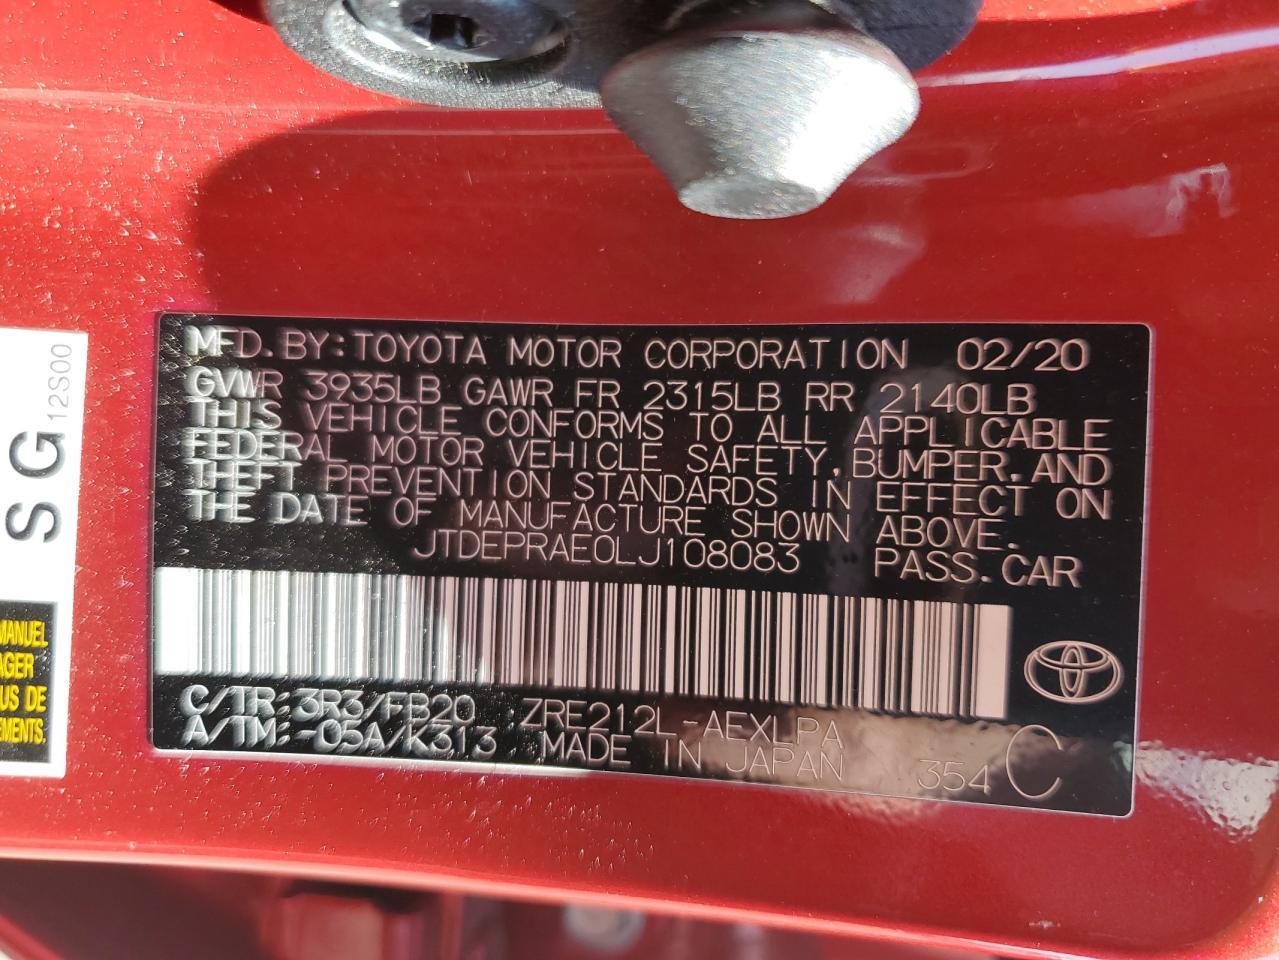 MFD.BY:TOYOTA MOTOR CORPORATION 02/20
GVWR 3935LB GAWR FR 2315LB RR 2140LB
THIS VEHICLE CONFORMS TO ALL APPLICABLE
FEDERAL MOTOR VEHICLE SAFETY,BUMPER,AND
THEFT PREVENTION STANDARDS IN EFFECT ON
THE DATE OF MANUFACTURE SHOWN ABOVE.
JTDEPRAE0LJ108083 PASS.CAR
C/TR:3R3/FB20 ZRE212L-AEXLPA
A/TM:-05A/K313 MADE IN JAPAN 354 C
SG 12S00
MANUEL
US DE